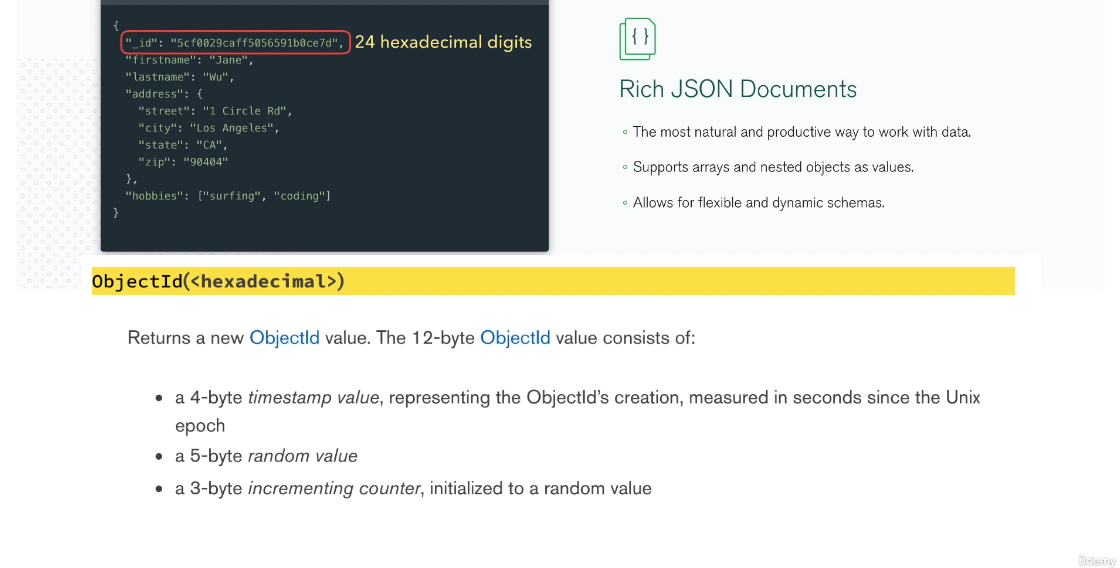 {
"_id": "5cf0029caff5056591b0ce7d", 24 hexadecimal digits
"firstname": "Jane",
"lastname": "Wu",
"address": {
"street": "1 Circle Rd",
"city": "Los Angeles",
"state": "CA",
"zip": "90404"
},
"hobbies": ["surfing", "coding"]
}
{ }
Rich JSON Documents
◦ The most natural and productive way to work with data.
◦ Supports arrays and nested objects as values.
◦ Allows for flexible and dynamic schemas.
ObjectId(<hexadecimal>)
Returns a new ObjectId value. The 12-byte ObjectId value consists of:
• a 4-byte timestamp value, representing the ObjectId’s creation, measured in seconds since the Unix
epoch
• a 5-byte random value
• a 3-byte incrementing counter, initialized to a random value
ûdemy